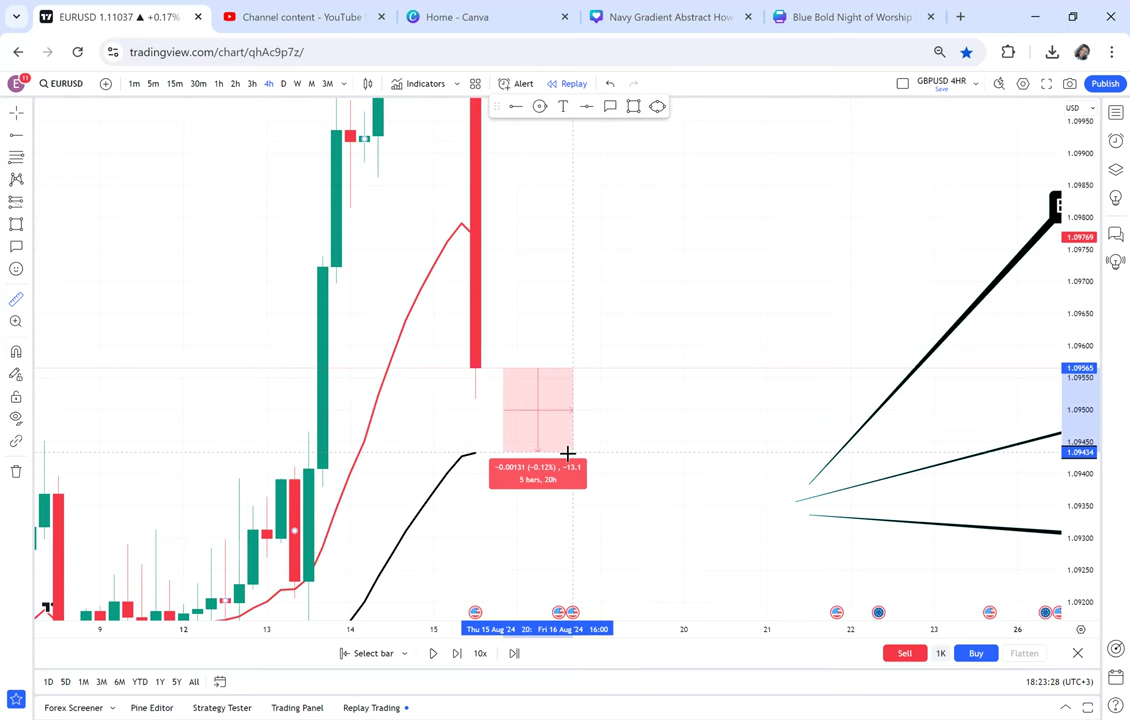 EURUSD 1.11037 ▲ +0.17%
Channel content - YouTube
Home - Canva
Navy Gradient Abstract How
Blue Bold Night of Worship
tradingview.com/chart/qhAc9p7z/
E 11 EURUSD 1m 5m 15m 30m 1h 2h 3h 4h D W M 3M Indicators Alert Replay GBPUSD 4HR Save Publish
USD
1.09950
1.09900
1.09850
1.09800
1.09769
1.09750
1.09700
1.09650
1.09600
1.09565
1.09550
1.09500
1.09450
1.09434
1.09400
1.09350
1.09300
1.09250
1.09200
−0.00131 (−0.12%) , −13.1
5 bars, 20h
9 12 13 14 15 Thu 15 Aug '24 20: Fri 16 Aug '24 16:00 20 21 22 23 26
Select bar 10x Sell 1K Buy Flatten
1D 5D 1M 3M 6M YTD 1Y 5Y All 18:23:28 (UTC+3)
Forex Screener Pine Editor Strategy Tester Trading Panel Replay Trading